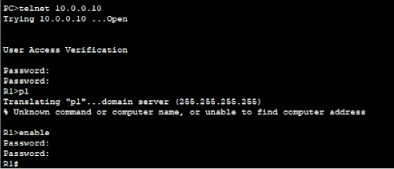 PC>telnet 10.0.0.10
Trying 10.0.0.10 ...Open
User Access Verification
Password:
Password:
R1>p1
Translating "p1"...domain server (255.255.255.255)
% Unknown command or computer name, or unable to find computer address
R1>enable
Password:
Password:
R1#